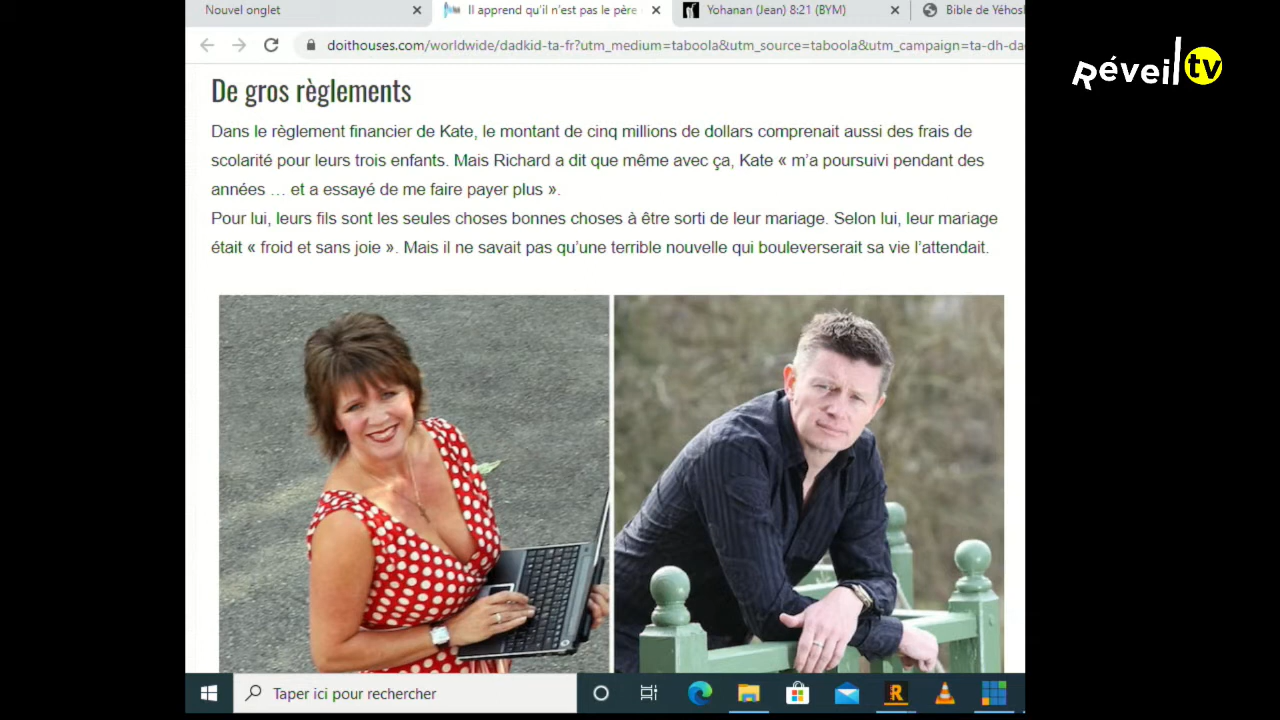 Nouvel onglet
Il apprend qu'il n'est pas le père
Yohanan (Jean) 8:21 (BYM)
Bible de Yéhosh
doithouses.com/worldwide/dadkid-ta-fr?utm_medium=taboola&utm_source=taboola&utm_campaign=ta-dh-da
Réveil tv
De gros règlements
Dans le règlement financier de Kate, le montant de cinq millions de dollars comprenait aussi des frais de
scolarité pour leurs trois enfants. Mais Richard a dit que même avec ça, Kate « m'a poursuivi pendant des
années … et a essayé de me faire payer plus ».
Pour lui, leurs fils sont les seules choses bonnes choses à être sorti de leur mariage. Selon lui, leur mariage
était « froid et sans joie ». Mais il ne savait pas qu'une terrible nouvelle qui bouleverserait sa vie l'attendait.
Taper ici pour rechercher